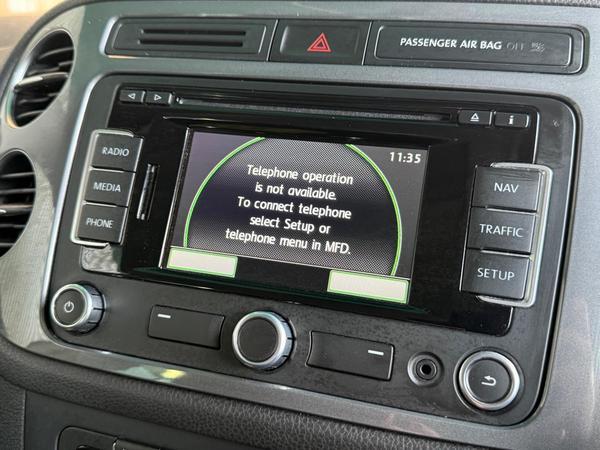 PASSENGER AIR BAG OFF
RADIO
MEDIA
PHONE
11:35
Telephone operation
is not available.
To connect telephone
select Setup or
telephone menu in MFD.
i
NAV
TRAFFIC
SETUP